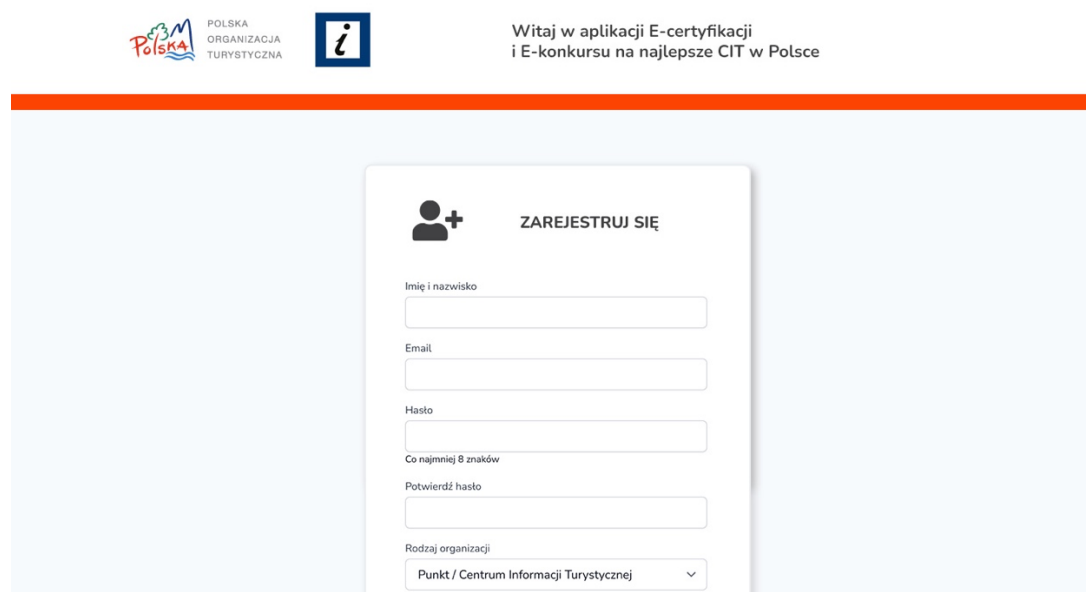 Polska
POLSKA
ORGANIZACJA
TURYSTYCZNA
i
Witaj w aplikacji E-certyfikacji
i E-konkursu na najlepsze CIT w Polsce
ZAREJESTRUJ SIĘ
Imię i nazwisko
Email
Hasło
Co najmniej 8 znaków
Potwierdź hasło
Rodzaj organizacji
Punkt / Centrum Informacji Turystycznej